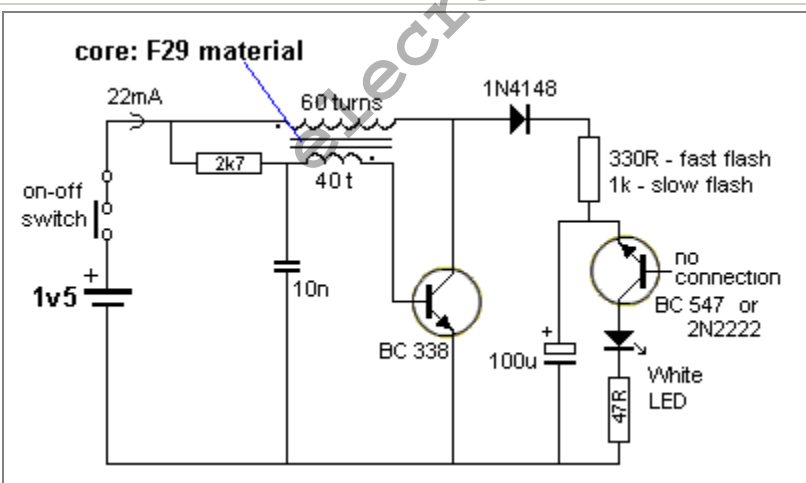 core: F29 material
22mA
60 turns
1N4148
2k7
40 t
330R - fast flash
1k - slow flash
on-off
switch
+
1v5
10n
BC 338
no
connection
BC 547 or
2N2222
+
100u
White
LED
47R